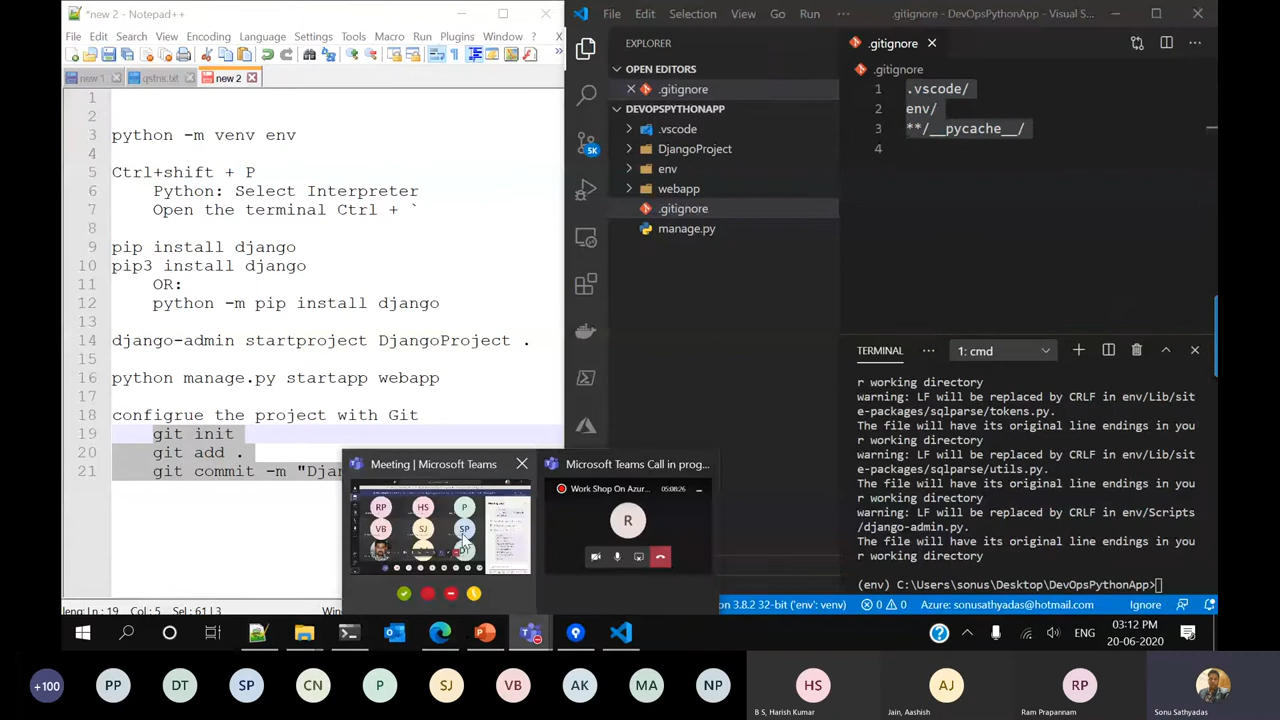 *new 2 - Notepad++
File Edit Search View Encoding Language Settings Tools Macro Run Plugins Window ? X
new 1 qstns.txt new 2
1
2
3 python -m venv env
4
5 Ctrl+shift + P
6 Python: Select Interpreter
7 Open the terminal Ctrl + `
8
9 pip install django
10 pip3 install django
11 OR:
12 python -m pip install django
13
14 django-admin startproject DjangoProject .
15
16 python manage.py startapp webapp
17
18 configrue the project with Git
19 git init
20 git add .
21 git commit -m "Djan
Ln : 19 Col : 5 Sel : 61 | 3
File Edit Selection View Go Run ··· .gitignore - DevOpsPythonApp - Visual S...
EXPLORER
OPEN EDITORS
.gitignore
DEVOPSPYTHONAPP
.vscode
DjangoProject
env
webapp
.gitignore
manage.py
5K
.gitignore
.gitignore
1 .vscode/
2 env/
3 **/__pycache__/
4
TERMINAL ··· 1: cmd
r working directory
warning: LF will be replaced by CRLF in env/Lib/sit
e-packages/sqlparse/tokens.py.
The file will have its original line endings in you
r working directory
warning: LF will be replaced by CRLF in env/Lib/sit
e-packages/sqlparse/utils.py.
The file will have its original line endings in you
r working directory
warning: LF will be replaced by CRLF in env/Scripts
/django-admin.py.
The file will have its original line endings in you
r working directory
(env) C:\Users\sonus\Desktop\DevOpsPythonApp>
3.8.2 32-bit ('env': venv) 0 0 Azure: sonusathyadas@hotmail.com Ignore
Meeting | Microsoft Teams
RP HS P
VB SJ SP
Microsoft Teams Call in prog...
Work Shop On Azur... 05:08:26
R
ENG 03:12 PM
20-06-2020
+100 PP DT SP CN P SJ VB AK MA NP HS AJ RP
B S, Harish Kumar Jain, Aashish Ram Prapannam Sonu Sathyadas